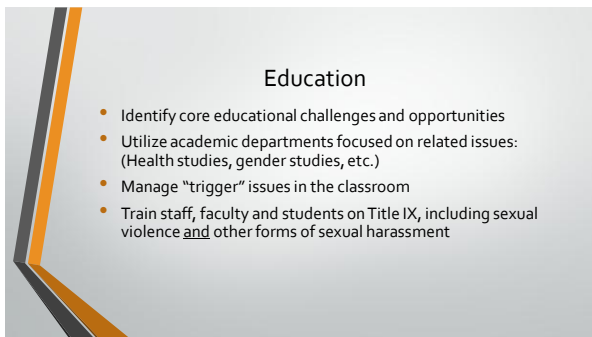 Education
• Identify core educational challenges and opportunities
• Utilize academic departments focused on related issues:
(Health studies, gender studies, etc.)
• Manage “trigger” issues in the classroom
• Train staff, faculty and students on Title IX, including sexual
violence and other forms of sexual harassment